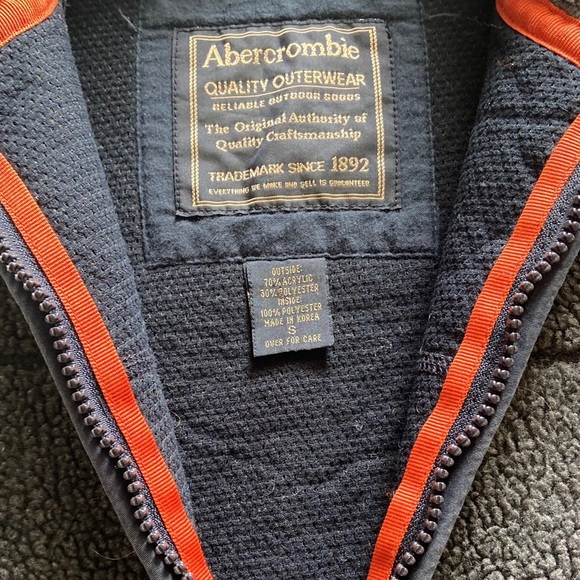 Abercrombie
QUALITY OUTERWEAR
RELIABLE OUTDOOR GOODS
The Original Authority of
Quality Craftsmanship
TRADEMARK SINCE 1892
EVERYTHING WE MAKE AND SELL IS GUARANTEED
OUTSIDE:
70% ACRYLIC
30% POLYESTER
INSIDE:
100% POLYESTER
MADE IN KOREA
S
OVER FOR CARE